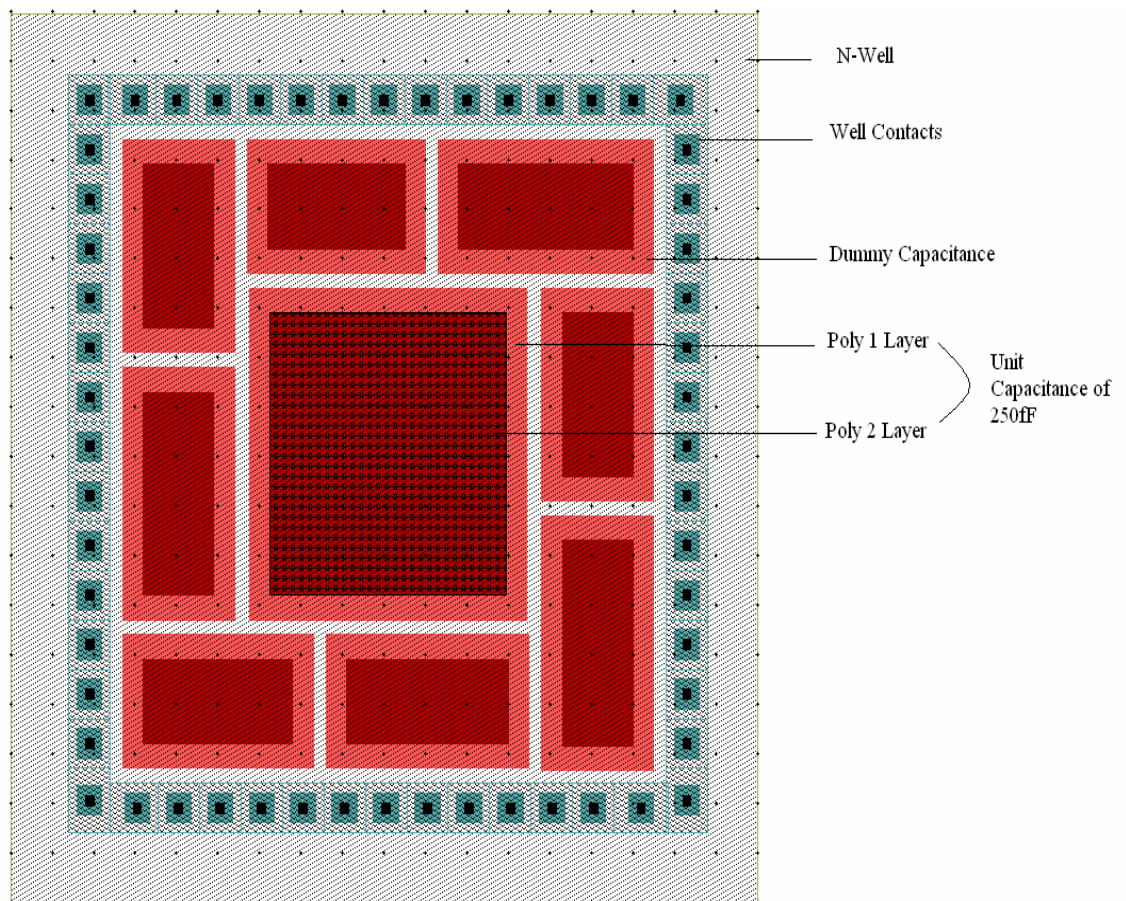 N-Well
Well Contacts
Dummy Capacitance
Poly 1 Layer
Poly 2 Layer
Unit
Capacitance of
250fF